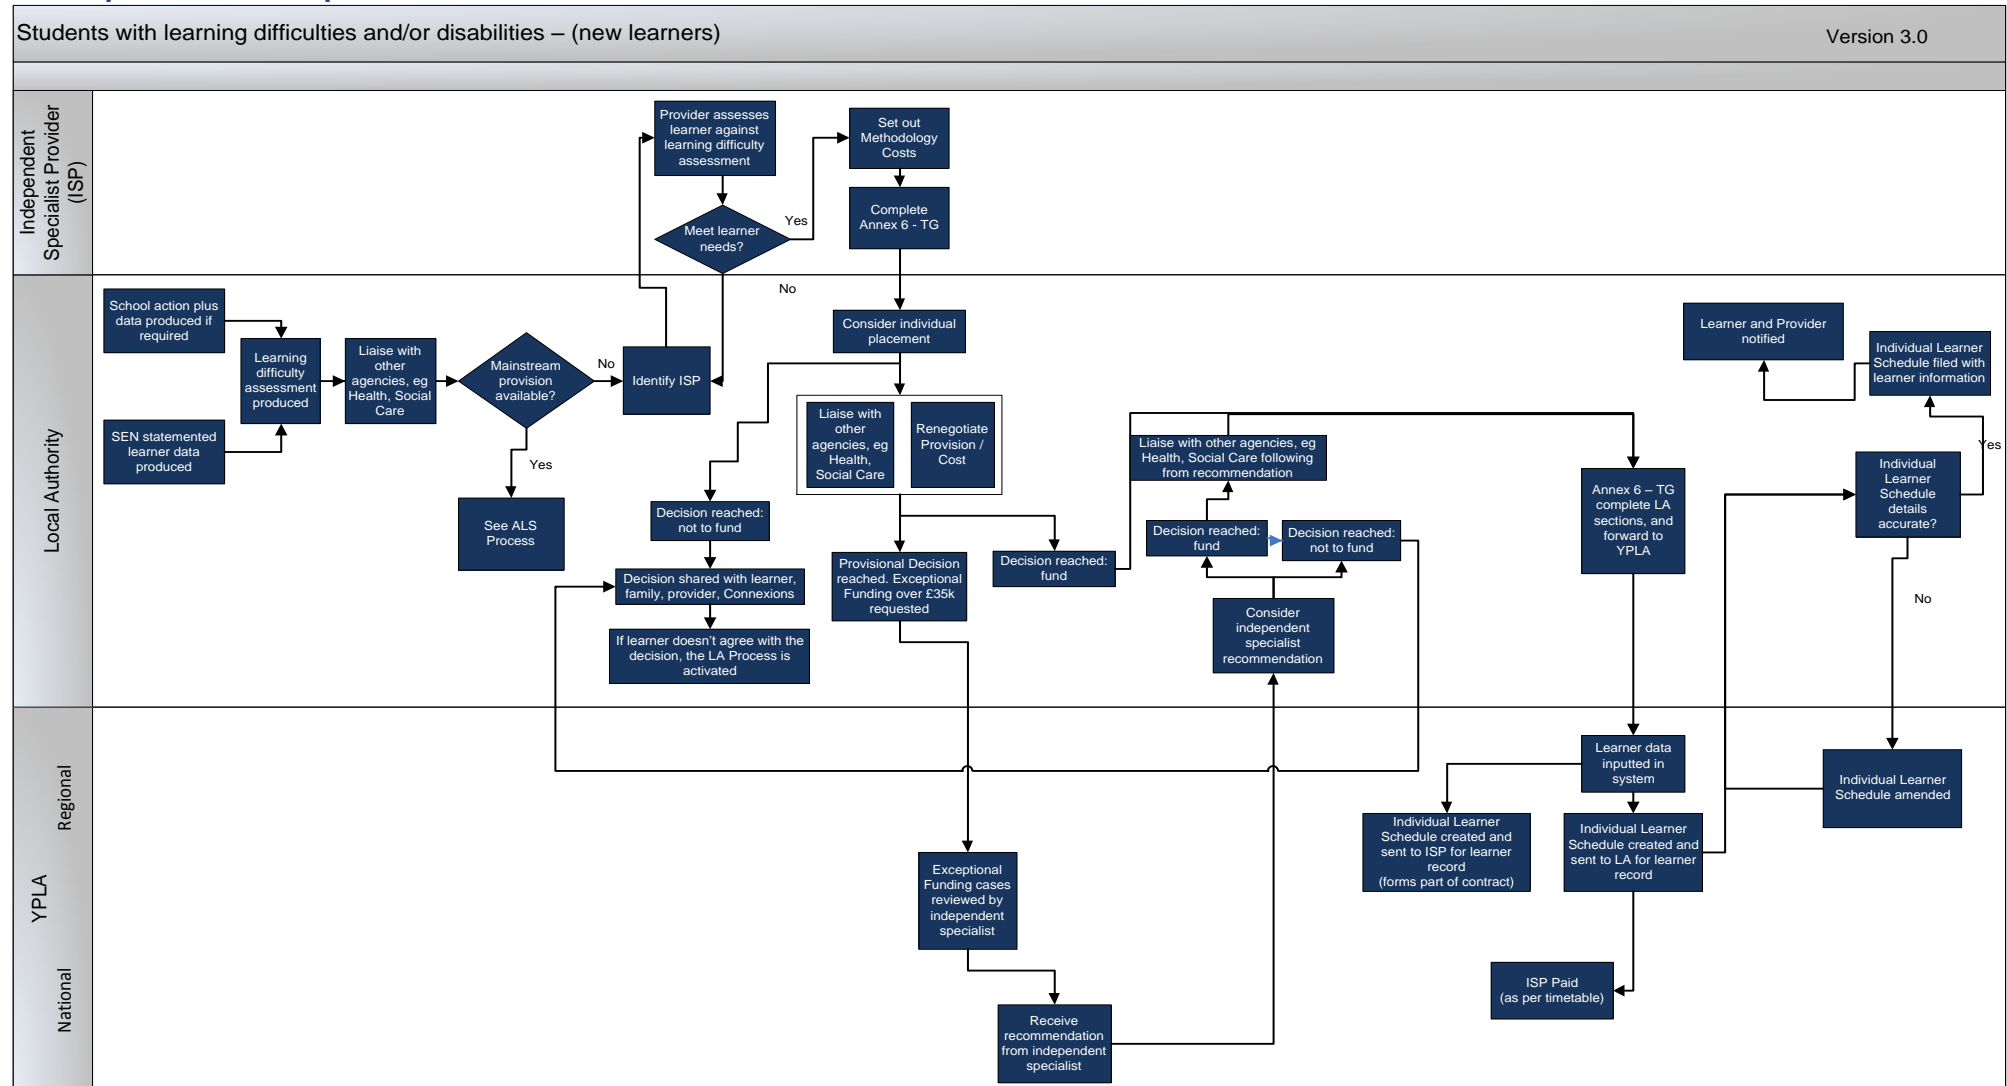 Students with learning difficulties and/or disabilities – (new learners)
Version 3.0
Independent
Specialist Provider
(ISP)
Provider assesses
learner against
learning difficulty
assessment
Meet learner
needs?
Yes
No
Set out
Methodology
Costs
Complete
Annex 6 - TG
Local Authority
School action plus
data produced if
required
SEN statemented
learner data
produced
Learning
difficulty
assessment
produced
Liaise with
other
agencies, eg
Health, Social
Care
Mainstream
provision
available?
No
Yes
See ALS
Process
Identify ISP
Consider individual
placement
Liaise with
other
agencies, eg
Health,
Social Care
Renegotiate
Provision /
Cost
Decision reached:
not to fund
Decision shared with learner,
family, provider, Connexions
If learner doesn't agree with the
decision, the LA Process is
activated
Provisional Decision
reached. Exceptional
Funding over £35k
requested
Decision reached:
fund
Liaise with other agencies, eg
Health, Social Care following
from recommendation
Decision reached:
fund
Decision reached:
not to fund
Consider
independent
specialist
recommendation
Annex 6 – TG
complete LA
sections, and
forward to
YPLA
Learner and Provider
notified
Individual Learner
Schedule filed with
learner information
Individual
Learner
Schedule
details
accurate?
Yes
No
YPLA
Regional
National
Learner data
inputted in
system
Individual Learner
Schedule created and
sent to ISP for learner
record
(forms part of contract)
Individual Learner
Schedule created and
sent to LA for learner
record
Individual Learner
Schedule amended
Exceptional
Funding cases
reviewed by
independent
specialist
Receive
recommendation
from independent
specialist
ISP Paid
(as per timetable)